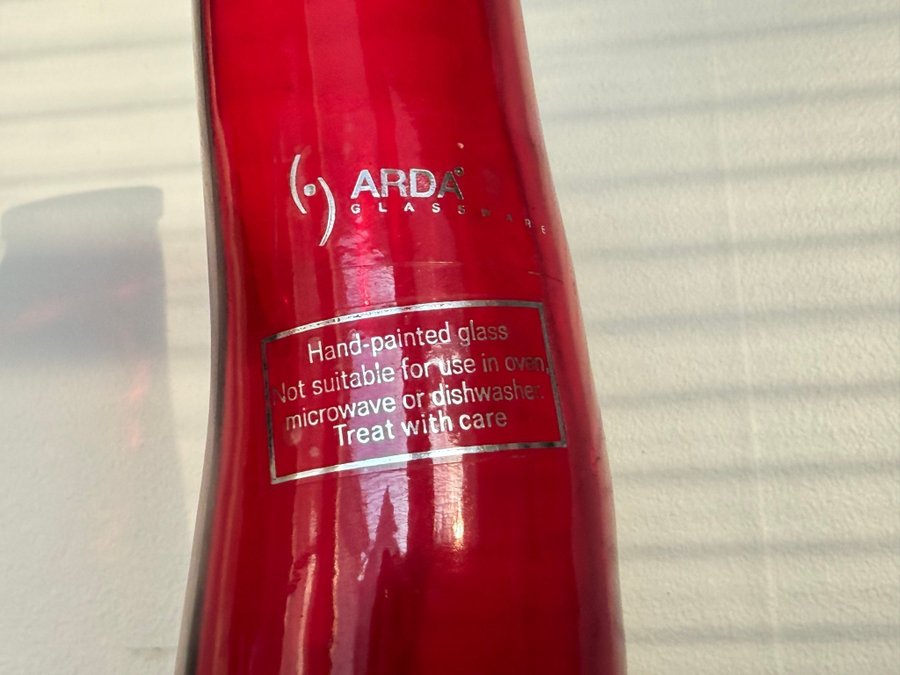 ARDA
GLASSWARE
Hand-painted glass
Not suitable for use in oven,
microwave or dishwasher.
Treat with care